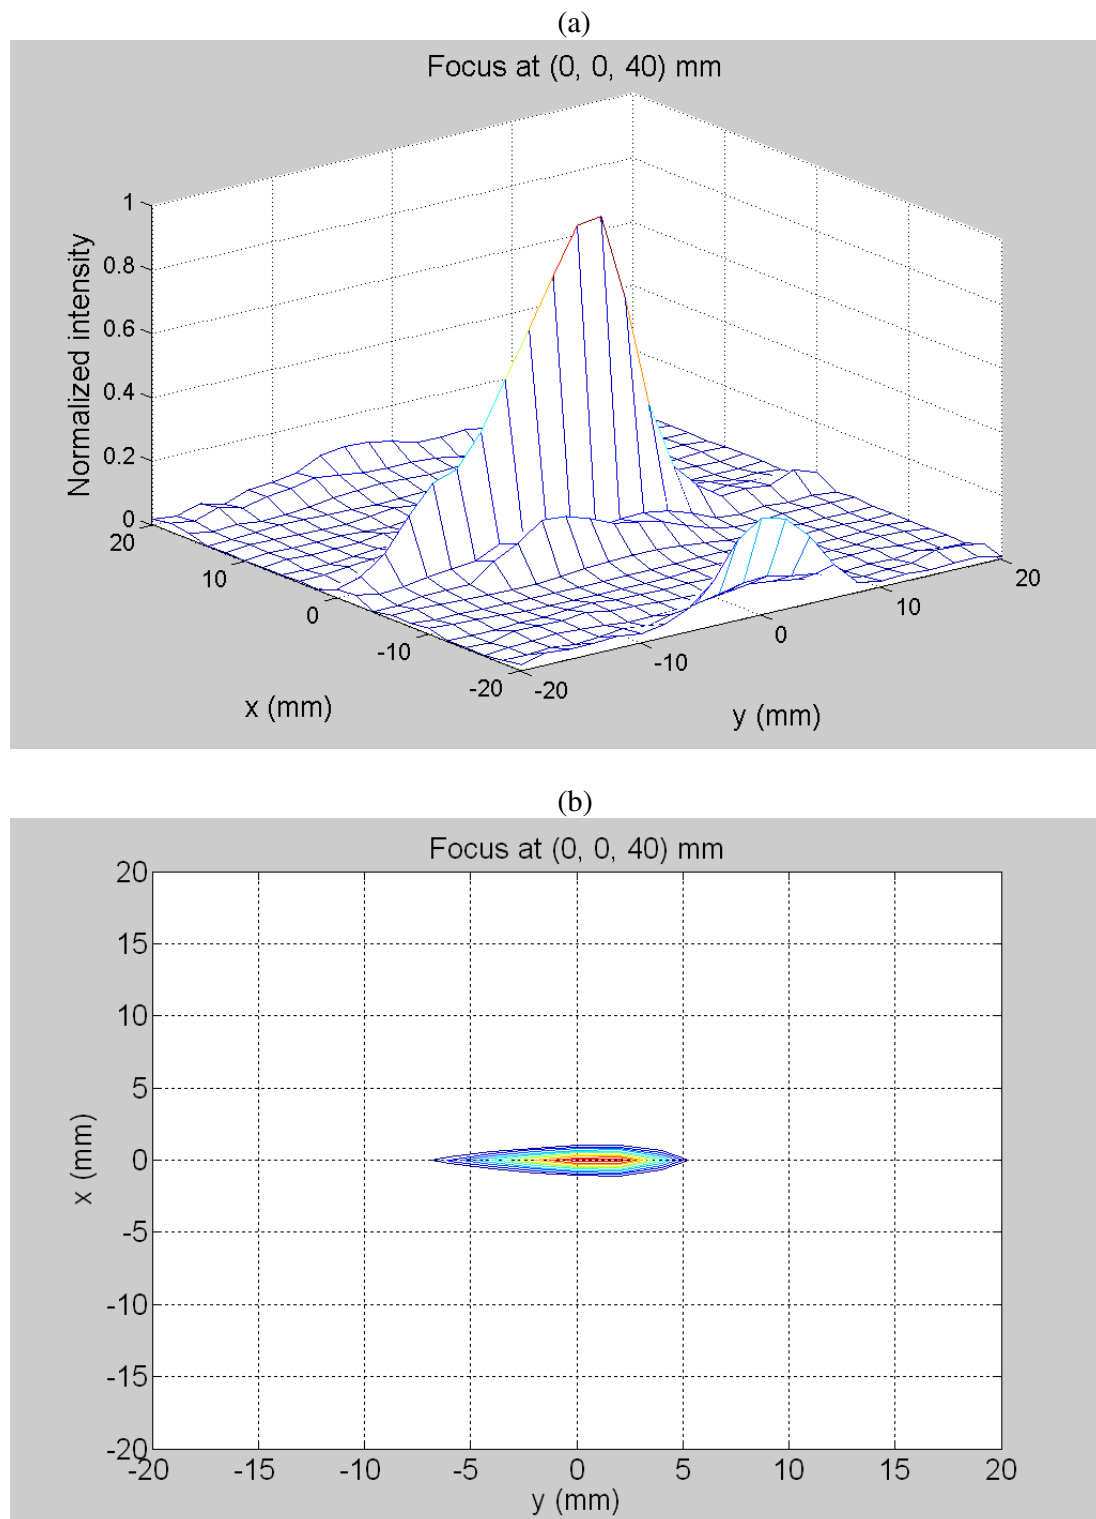 (a)
Focus at (0, 0, 40) mm
1
0.8
0.6
0.4
0.2
0
Normalized intensity
20
10
0
-10
-20
x (mm)
-20
-10
0
10
20
y (mm)
(b)
Focus at (0, 0, 40) mm
20
15
10
5
0
-5
-10
-15
-20
x (mm)
-20 -15 -10 -5 0 5 10 15 20
y (mm)